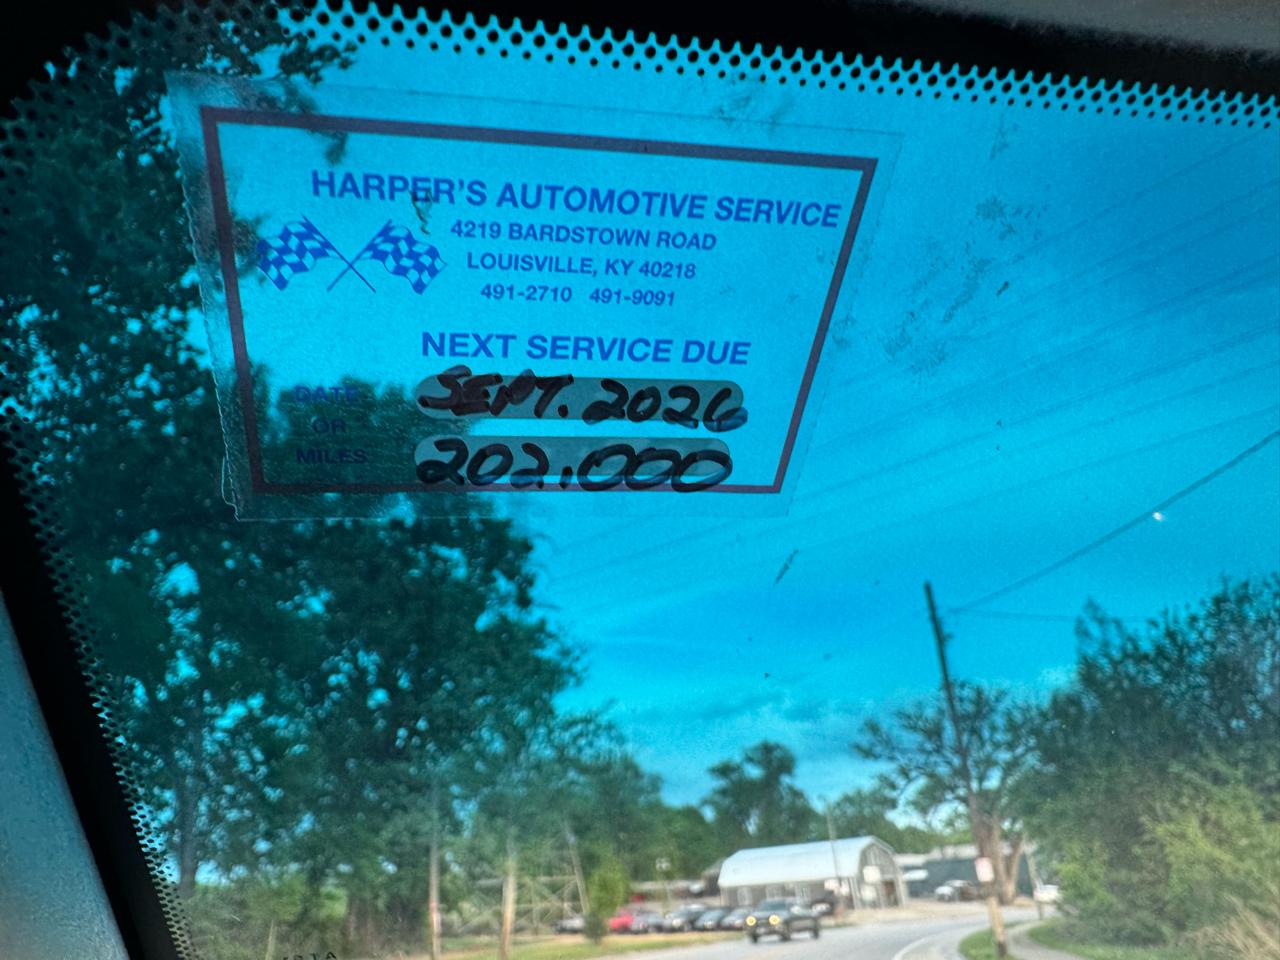 HARPER'S AUTOMOTIVE SERVICE
4219 BARDSTOWN ROAD
LOUISVILLE, KY 40218
491-2710 491-9091
NEXT SERVICE DUE
DATE SEPT. 2026
OR
MILES 202,000